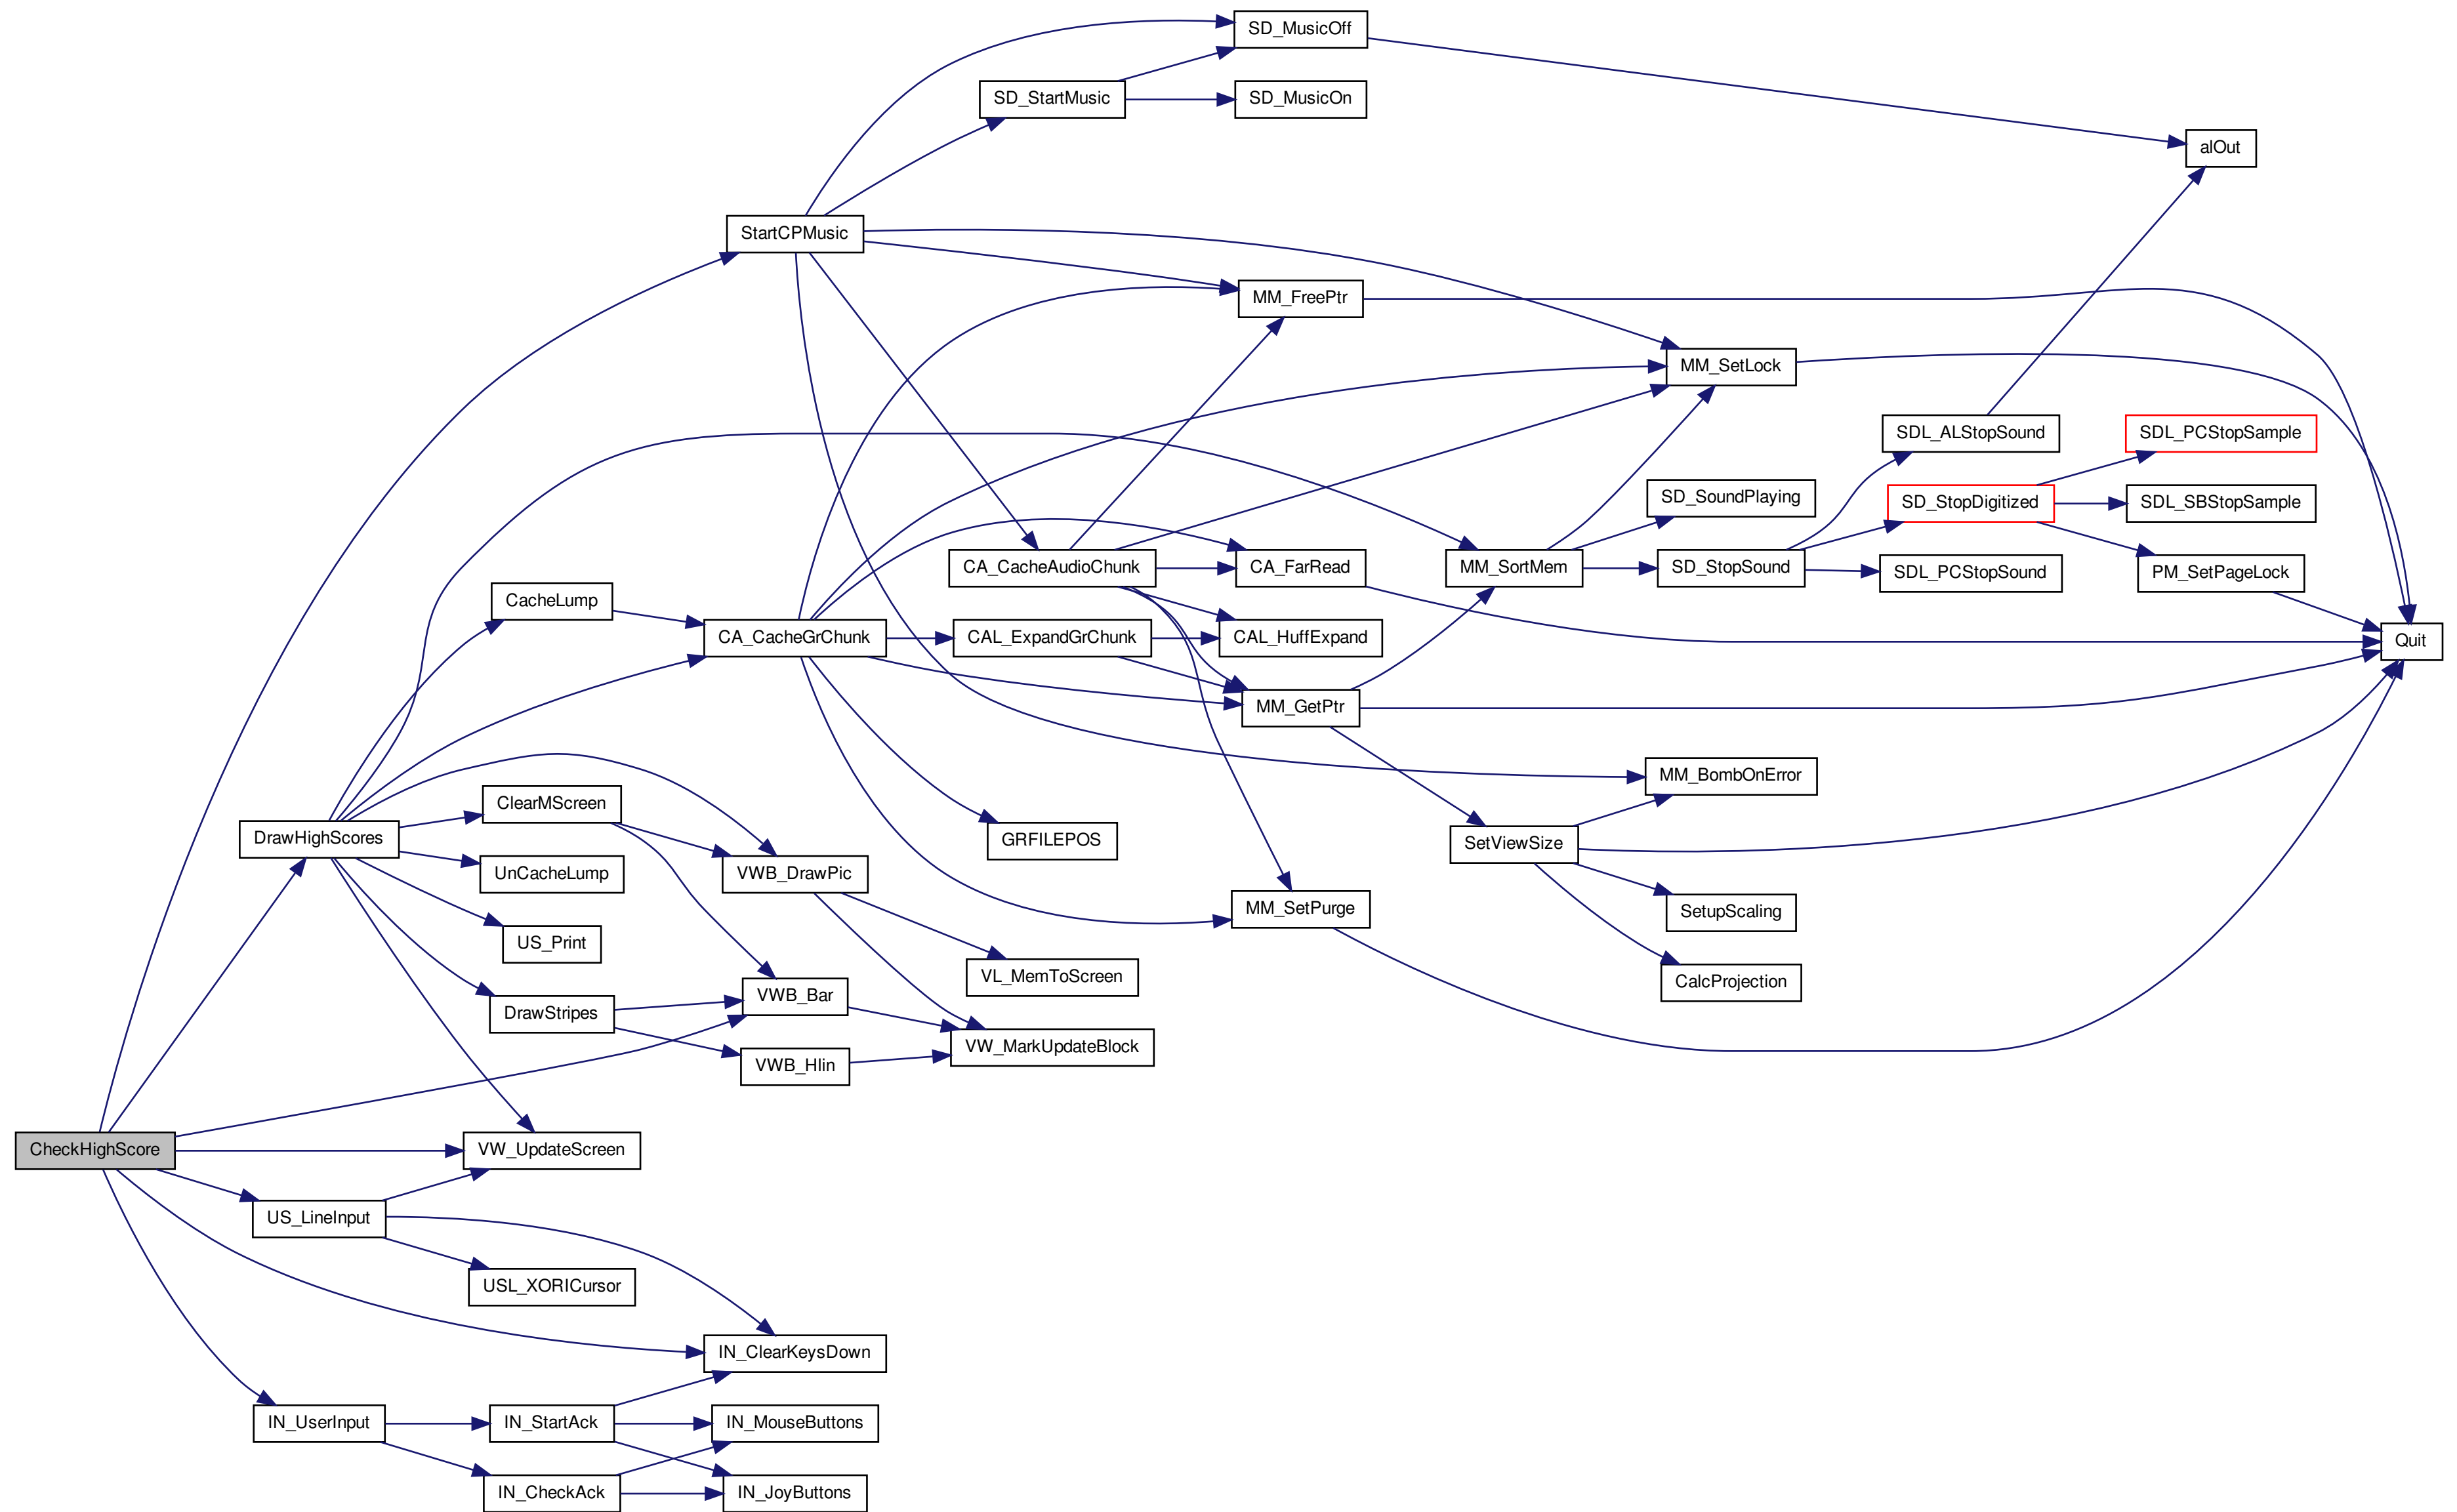 SD_MusicOff
SD_StartMusic
SD_MusicOn
alOut
StartCPMusic
MM_FreePtr
MM_SetLock
SDL_ALStopSound
SDL_PCStopSample
SD_SoundPlaying
SD_StopDigitized
SDL_SBStopSample
CA_CacheAudioChunk
CA_FarRead
MM_SortMem
SD_StopSound
SDL_PCStopSound
PM_SetPageLock
CacheLump
CA_CacheGrChunk
CAL_ExpandGrChunk
CAL_HuffExpand
Quit
MM_GetPtr
MM_BombOnError
ClearMScreen
DrawHighScores
GRFILEPOS
SetViewSize
UnCacheLump
VWB_DrawPic
MM_SetPurge
SetupScaling
US_Print
VL_MemToScreen
CalcProjection
VWB_Bar
DrawStripes
VW_MarkUpdateBlock
VWB_Hlin
CheckHighScore
VW_UpdateScreen
US_LineInput
USL_XORICursor
IN_ClearKeysDown
IN_UserInput
IN_StartAck
IN_MouseButtons
IN_CheckAck
IN_JoyButtons